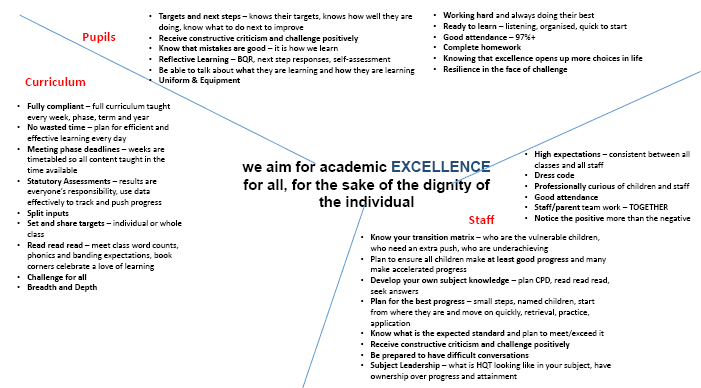 Pupils
• Targets and next steps – knows their targets, knows how well they are
doing, know what to do next to improve
• Receive constructive criticism and challenge positively
• Know that mistakes are good – it is how we learn
• Reflective Learning – BQR, next step responses, self-assessment
• Be able to talk about what they are learning and how they are learning
• Uniform & Equipment
• Working hard and always doing their best
• Ready to learn – listening, organised, quick to start
• Good attendance – 97%+
• Complete homework
• Knowing that excellence opens up more choices in life
• Resilience in the face of challenge
Curriculum
• Fully compliant – full curriculum taught
every week, phase, term and year
• No wasted time – plan for efficient and
effective learning every day
• Meeting phase deadlines – weeks are
timetabled so all content taught in the
time available
• Statutory Assessments – results are
everyone's responsibility, use data
effectively to track and push progress
• Split inputs
• Set and share targets – individual or whole
class
• Read read read – meet class word counts,
phonics and banding expectations, book
corners celebrate a love of learning
• Challenge for all
• Breadth and Depth
we aim for academic EXCELLENCE
for all, for the sake of the dignity of
the individual
Staff
• High expectations – consistent between all
classes and all staff
• Dress code
• Professionally curious of children and staff
• Good attendance
• Staff/parent team work – TOGETHER
• Notice the positive more than the negative
• Know your transition matrix – who are the vulnerable children,
who need an extra push, who are underachieving
• Plan to ensure all children make at least good progress and many
make accelerated progress
• Develop your own subject knowledge – plan CPD, read read read,
seek answers
• Plan for the best progress – small steps, named children, start
from where they are and move on quickly, retrieval, practice,
application
• Know what is the expected standard and plan to meet/exceed it
• Receive constructive criticism and challenge positively
• Be prepared to have difficult conversations
• Subject Leadership – what is HQT looking like in your subject, have
ownership over progress and attainment